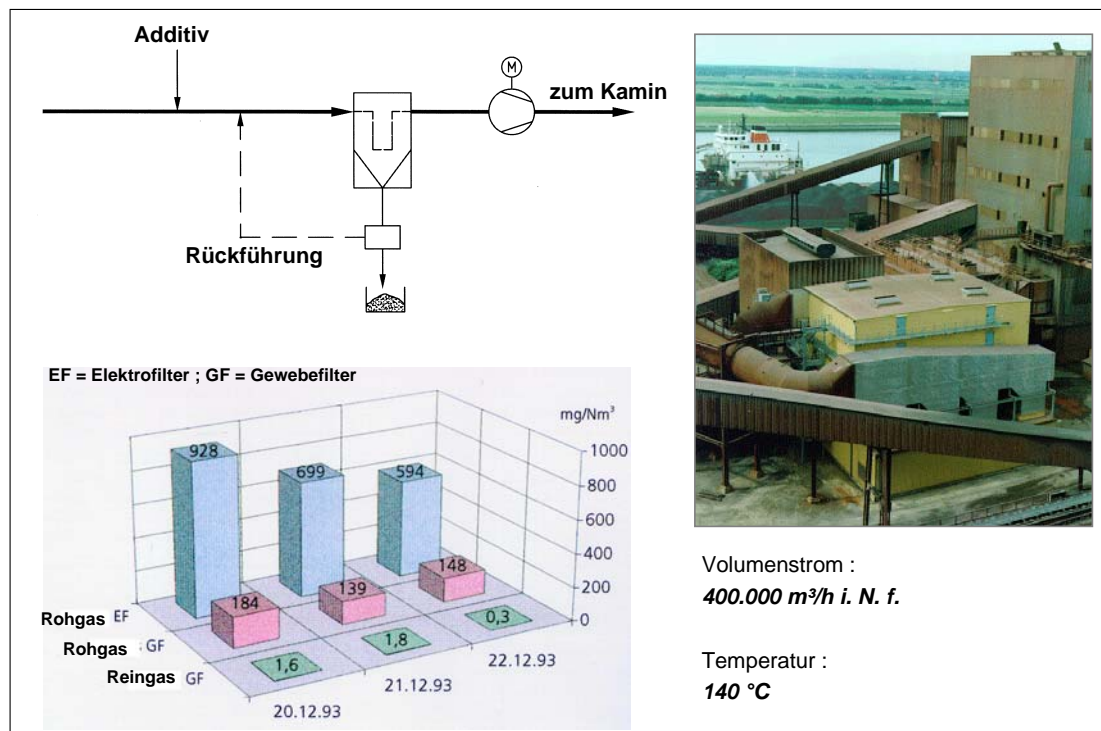 Additiv
M
zum Kamin
Rückführung
EF = Elektrofilter ; GF = Gewebefilter
mg/Nm³
1000
800
600
400
200
0
928
699
594
184
139
148
1,6
1,8
0,3
Rohgas EF
Rohgas GF
Reingas GF
20.12.93
21.12.93
22.12.93
Volumenstrom :
400.000 m³/h i. N. f.
Temperatur :
140 °C